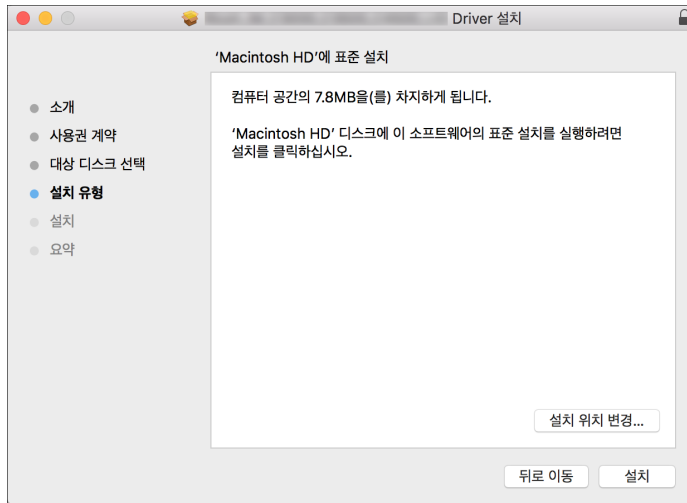 Driver 설치
'Macintosh HD'에 표준 설치
소개
사용권 계약
대상 디스크 선택
설치 유형
설치
요약
컴퓨터 공간의 7.8MB을(를) 차지하게 됩니다.
'Macintosh HD' 디스크에 이 소프트웨어의 표준 설치를 실행하려면
설치를 클릭하십시오.
설치 위치 변경...
뒤로 이동
설치